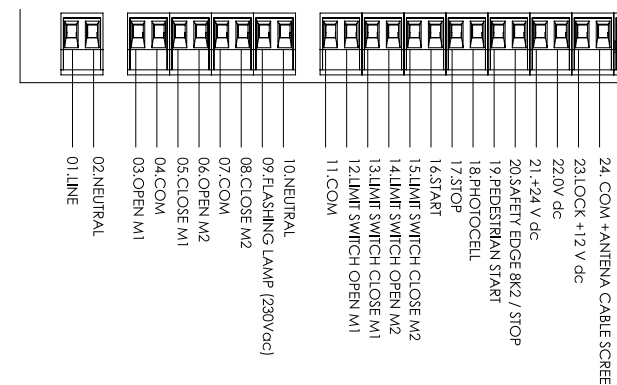 01.LINE
02.NEUTRAL
03.OPEN M1
04.COM
05.CLOSE M1
06.OPEN M2
07.COM
08.CLOSE M2
09.FLASHING LAMP (230Vac)
10.NEUTRAL
11.COM
12.LIMIT SWITCH OPEN M1
13.LIMIT SWITCH CLOSE M1
14.LIMIT SWITCH OPEN M2
15.LIMIT SWITCH CLOSE M2
16.START
17.STOP
18.PHOTOCELL
19.PEDESTRIAN START
20.SAFETY EDGE 8K2 / STOP
21.+24 V dc
22.0V dc
23.LOCK +12 V dc
24. COM +ANTENA CABLE SCREE